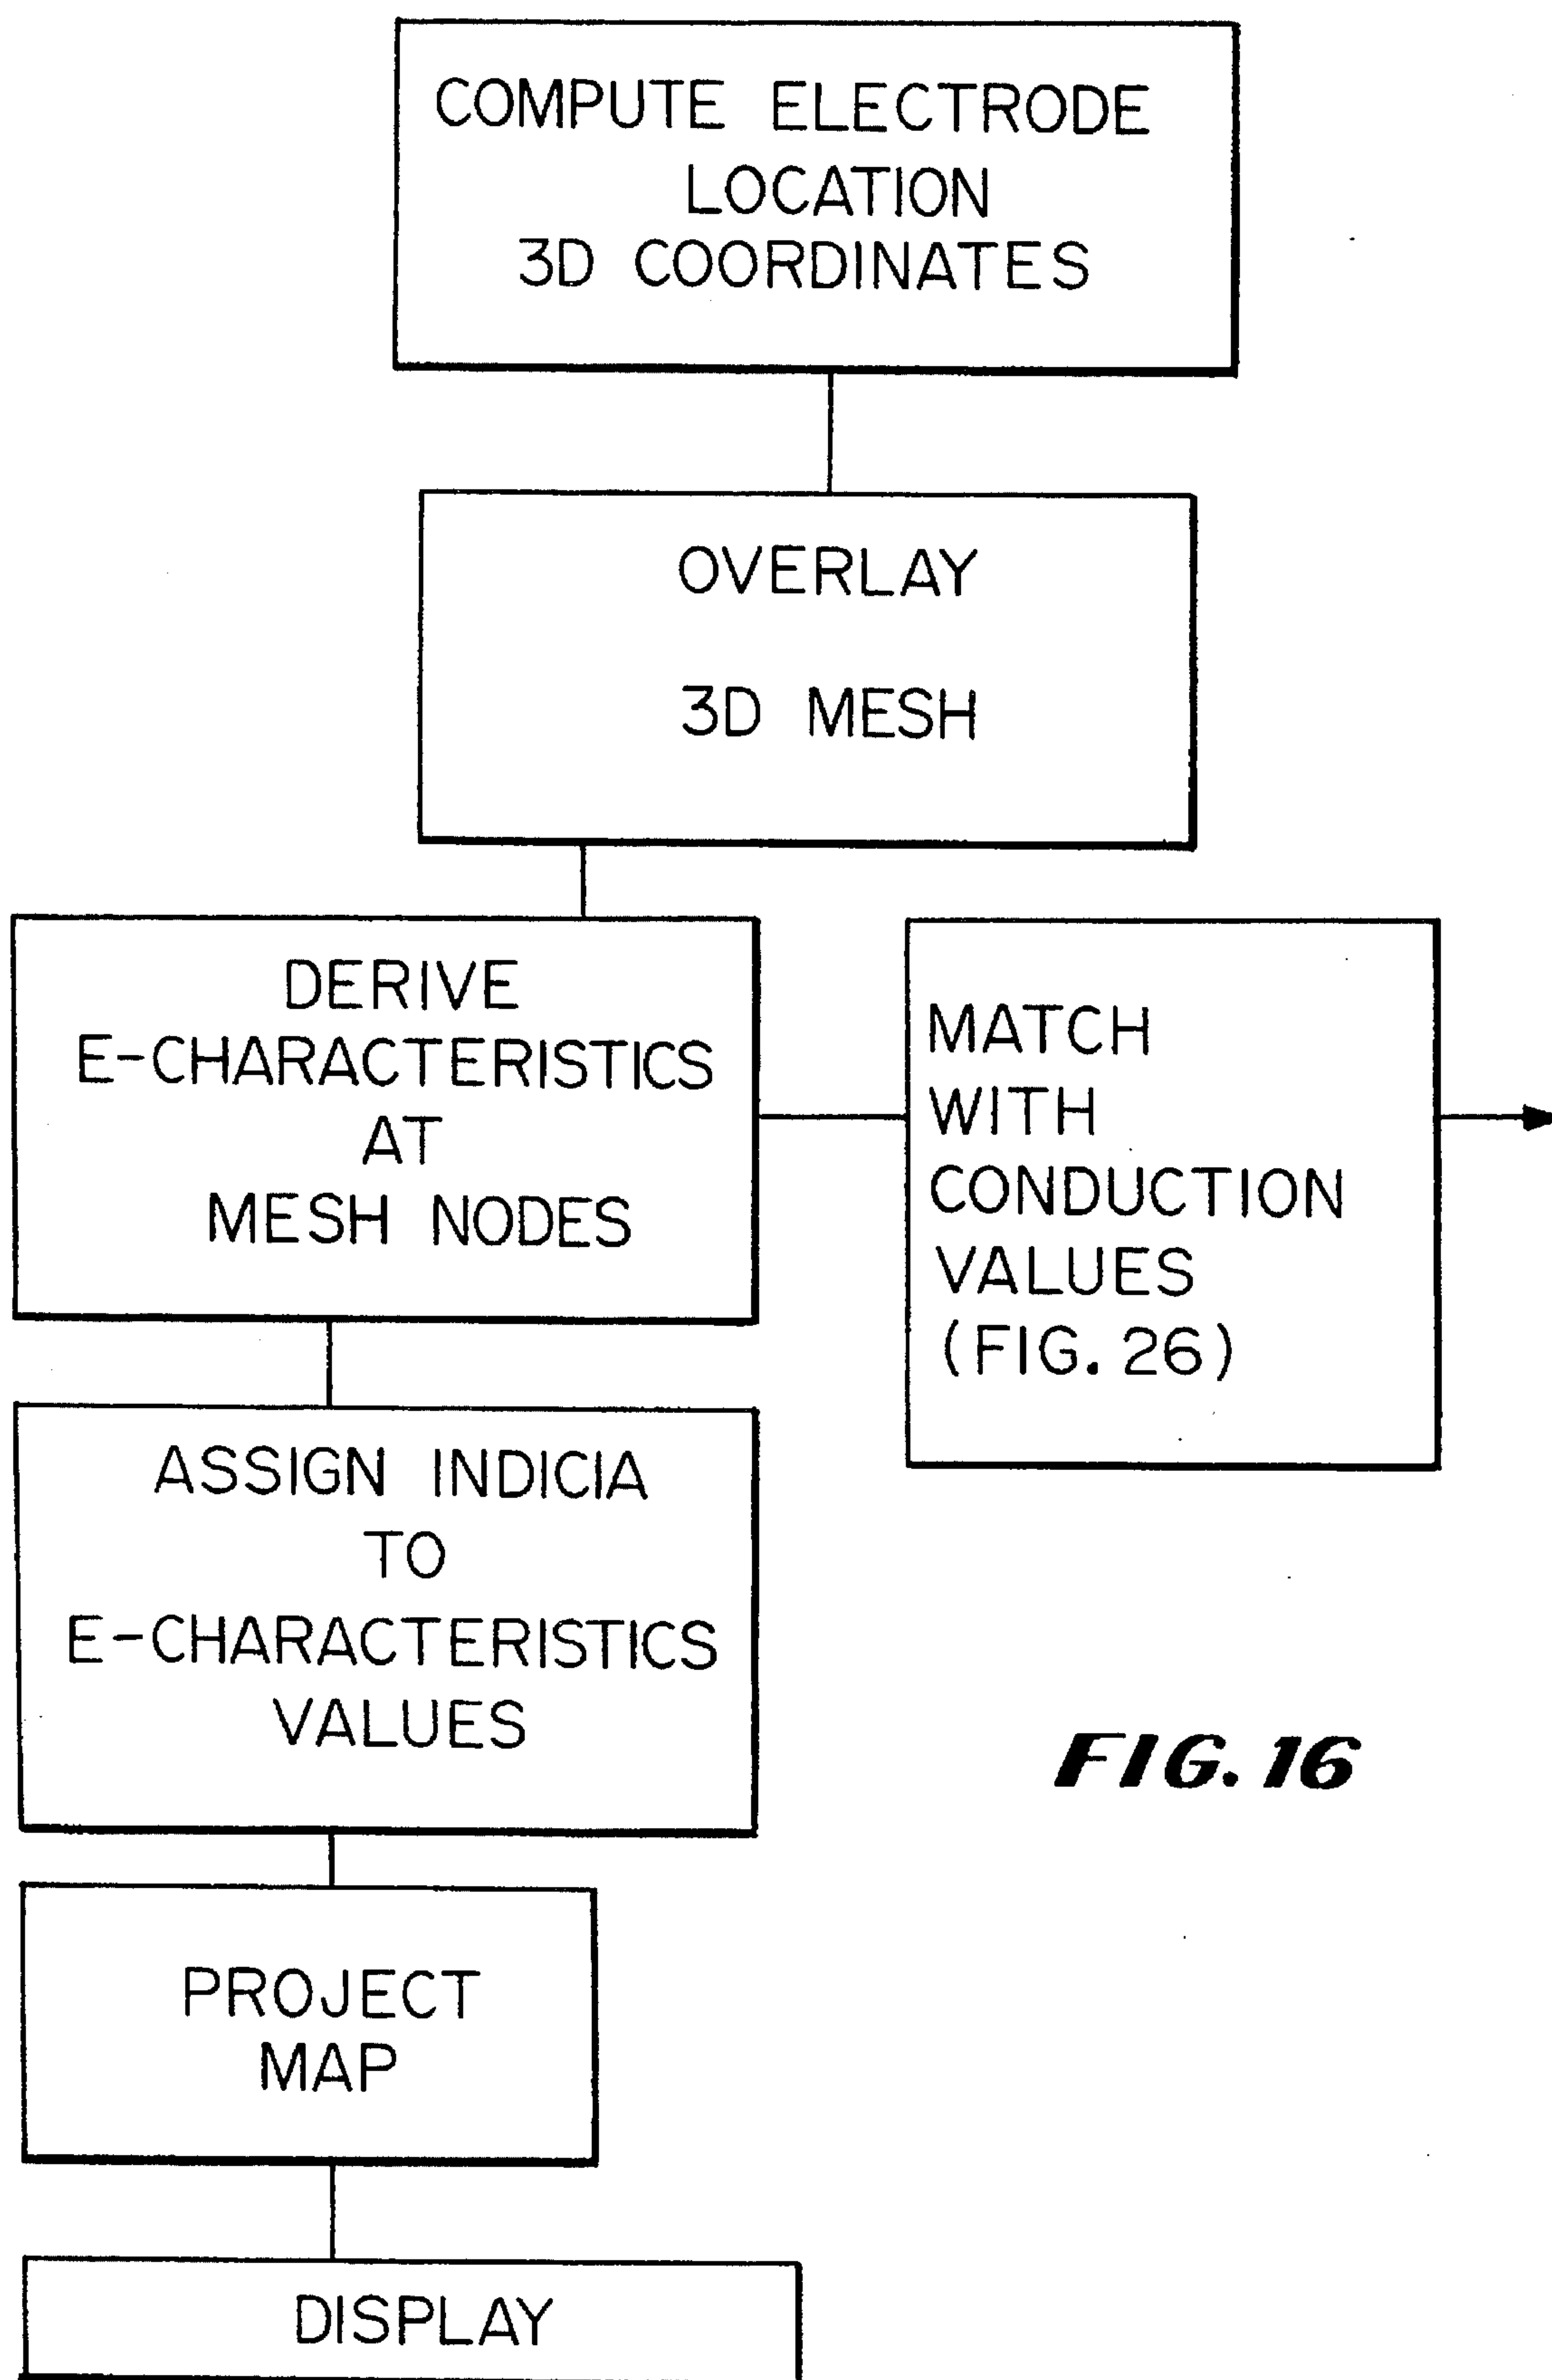 COMPUTE ELECTRODE
LOCATION
3D COORDINATES
OVERLAY
3D MESH
DERIVE
E-CHARACTERISTICS
AT
MESH NODES
MATCH
WITH
CONDUCTION
VALUES
(FIG. 26)
ASSIGN INDICIA
TO
E-CHARACTERISTICS
VALUES
FIG. 16
PROJECT
MAP
DISPLAY